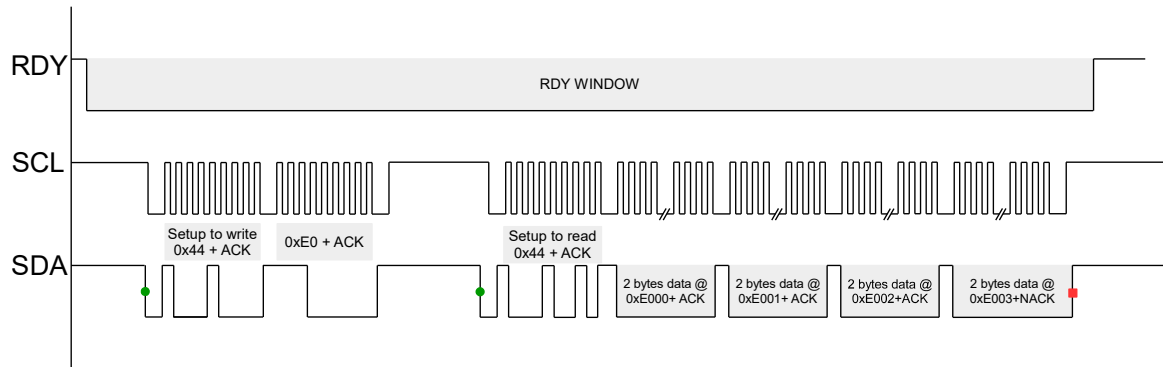 RDY
RDY WINDOW
SCL
Setup to write
0x44 + ACK
0xE0 + ACK
Setup to read
0x44 + ACK
SDA
2 bytes data @
0xE000+ ACK
2 bytes data @
0xE001+ ACK
2 bytes data @
0xE002+ACK
2 bytes data @
0xE003+NACK